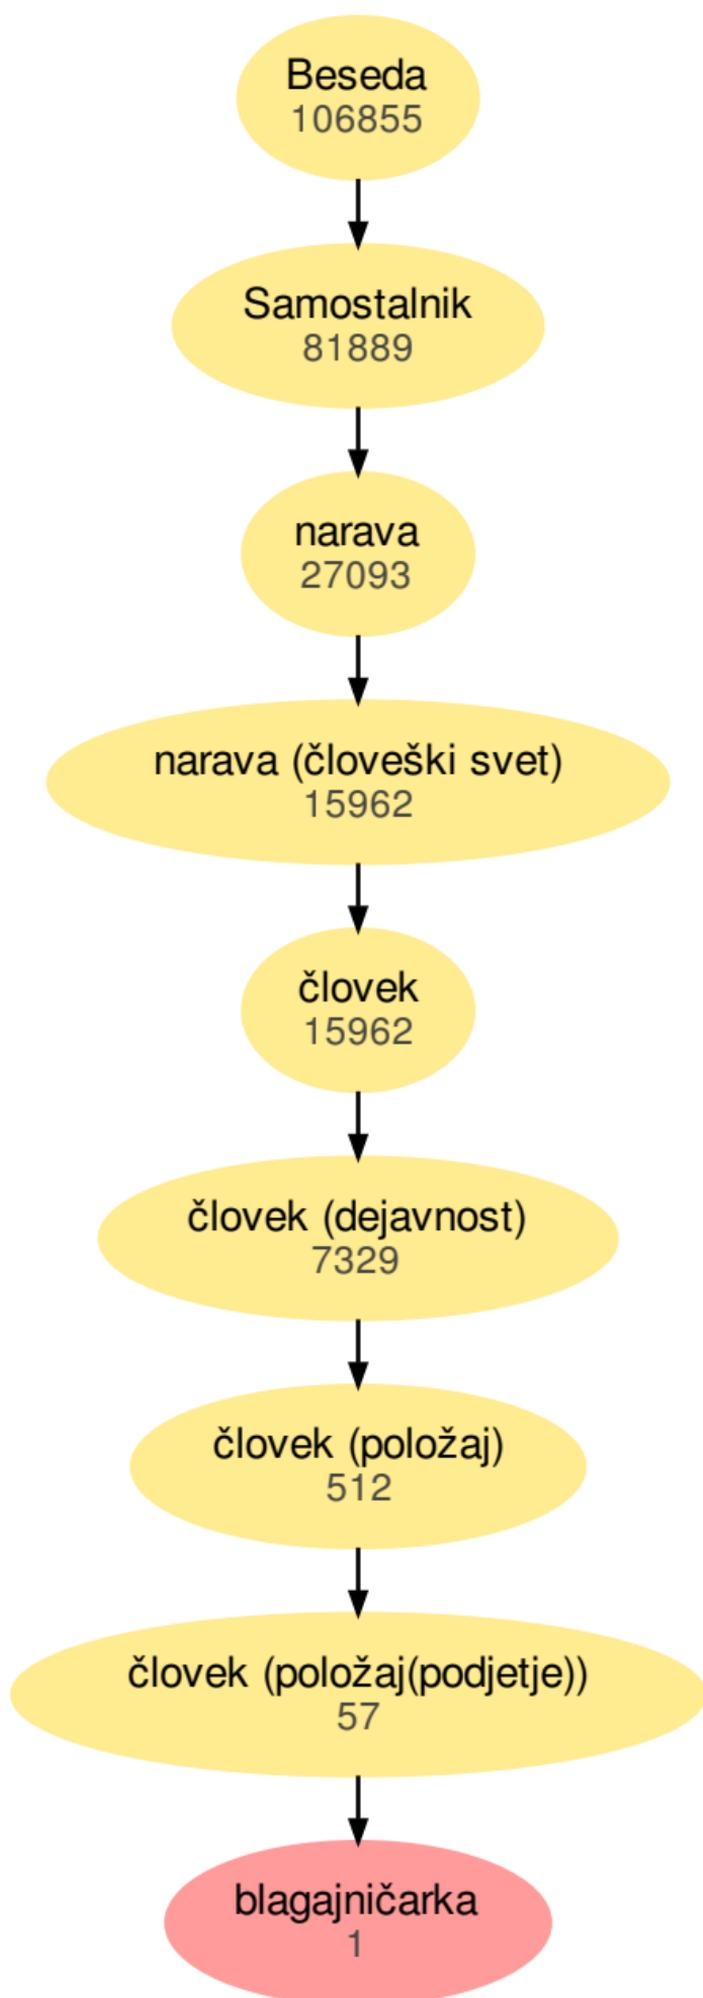 Beseda
106855
Samostalnik
81889
narava
27093
narava (človeški svet)
15962
človek
15962
človek (dejavnost)
7329
človek (položaj)
512
človek (položaj(podjetje))
57
blagajničarka
1